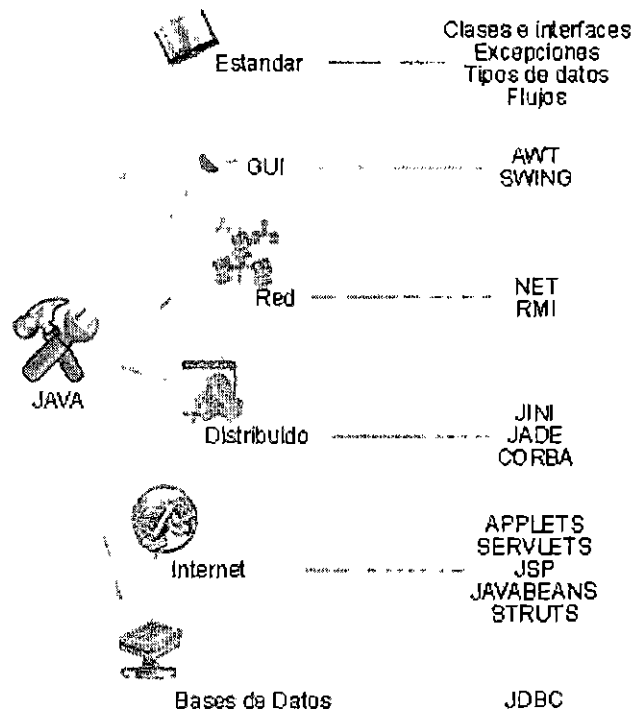 Estandar
Clases e interfaces
Excepciones
Tipos de datos
Flujos
GUI
AWT
SWING
Red
NET
RMI
JAVA
Distribuido
JINI
JADE
CORBA
Internet
APPLETS
SERVLETS
JSP
JAVABEANS
STRUTS
Bases de Datos
JDBC